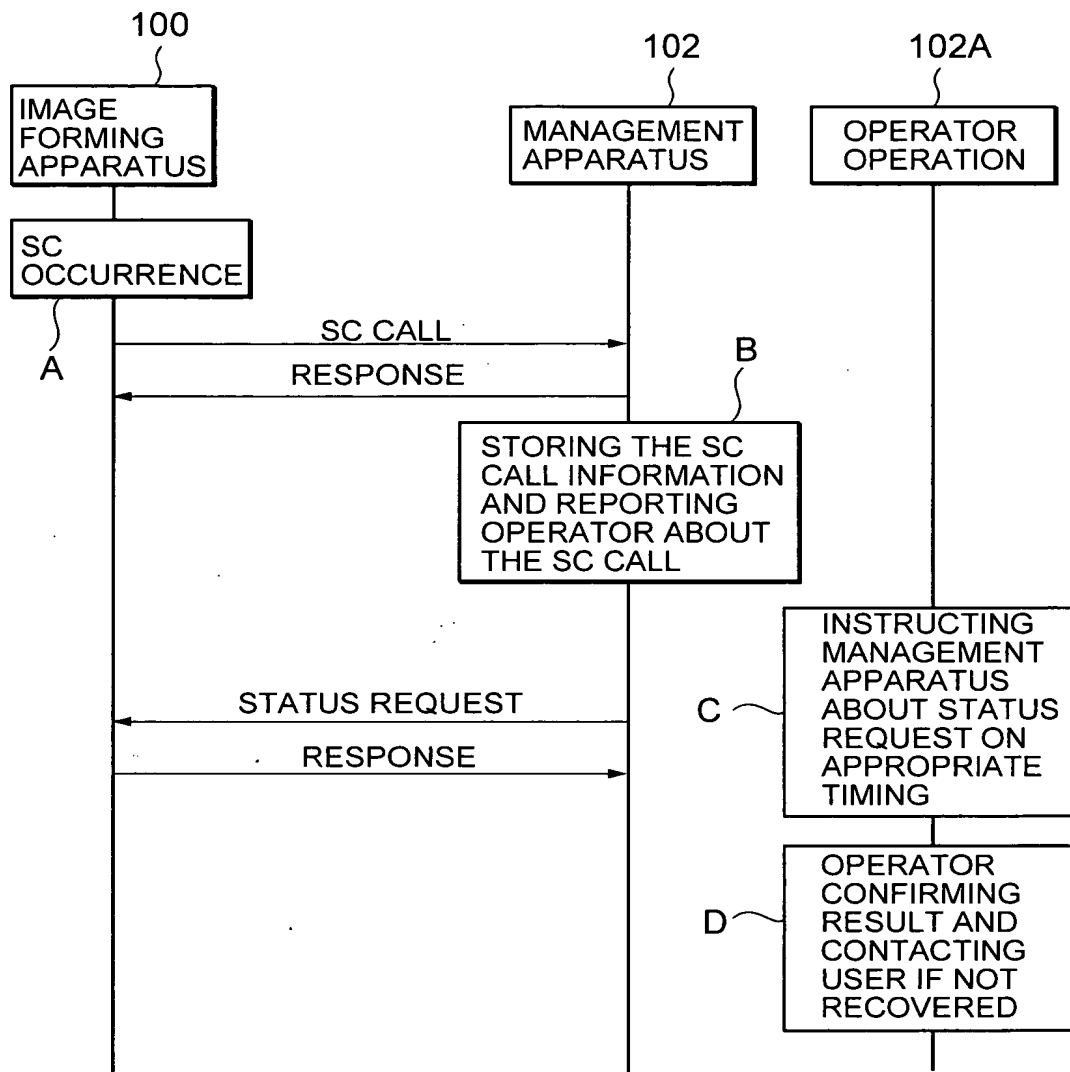 100
102
102A
IMAGE
FORMING
APPARATUS
MANAGEMENT
APPARATUS
OPERATOR
OPERATION
SC
OCCURRENCE
A
SC CALL
RESPONSE
B
STORING THE SC
CALL INFORMATION
AND REPORTING
OPERATOR ABOUT
THE SC CALL
INSTRUCTING
MANAGEMENT
APPARATUS
ABOUT STATUS
REQUEST ON
APPROPRIATE
TIMING
C
STATUS REQUEST
RESPONSE
OPERATOR
CONFIRMING
RESULT AND
CONTACTING
USER IF NOT
RECOVERED
D